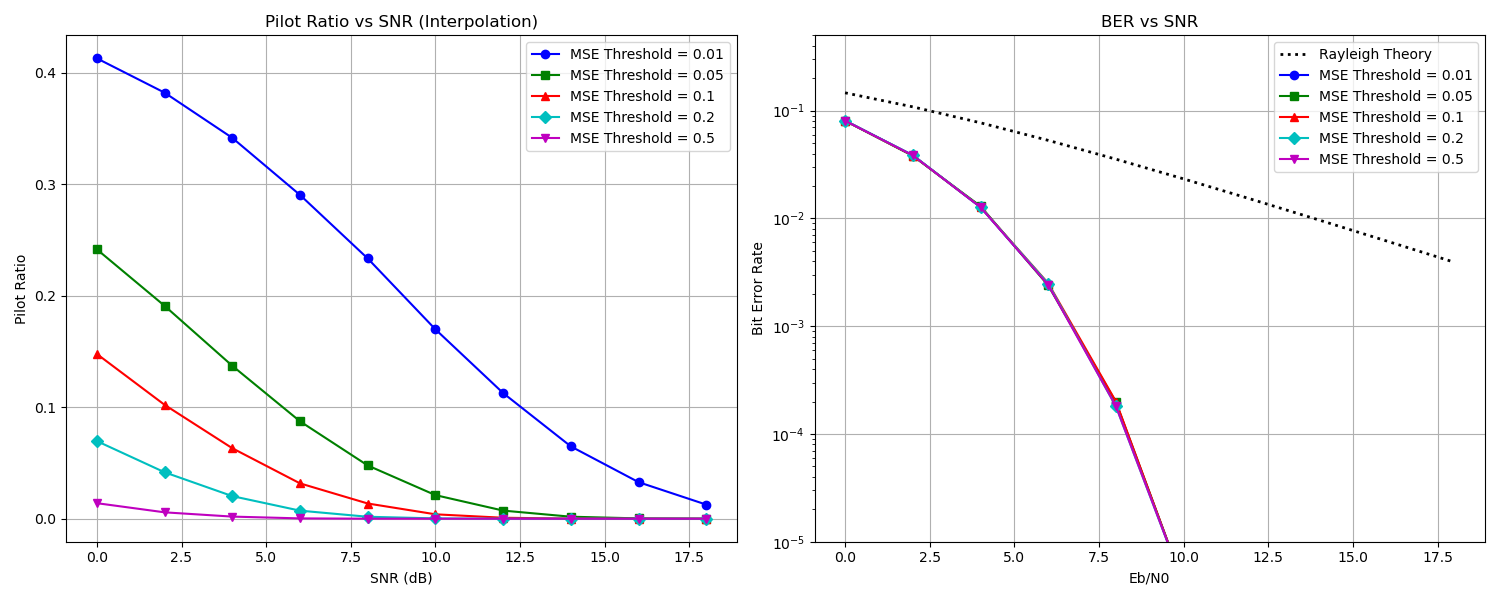 Pilot Ratio vs SNR (Interpolation)
MSE Threshold = 0.01
MSE Threshold = 0.05
MSE Threshold = 0.1
MSE Threshold = 0.2
MSE Threshold = 0.5
Pilot Ratio
0.4
0.3
0.2
0.1
0.0
0.0 2.5 5.0 7.5 10.0 12.5 15.0 17.5
SNR (dB)
BER vs SNR
Rayleigh Theory
MSE Threshold = 0.01
MSE Threshold = 0.05
MSE Threshold = 0.1
MSE Threshold = 0.2
MSE Threshold = 0.5
Bit Error Rate
10⁻¹
10⁻²
10⁻³
10⁻⁴
10⁻⁵
0.0 2.5 5.0 7.5 10.0 12.5 15.0 17.5
Eb/N0